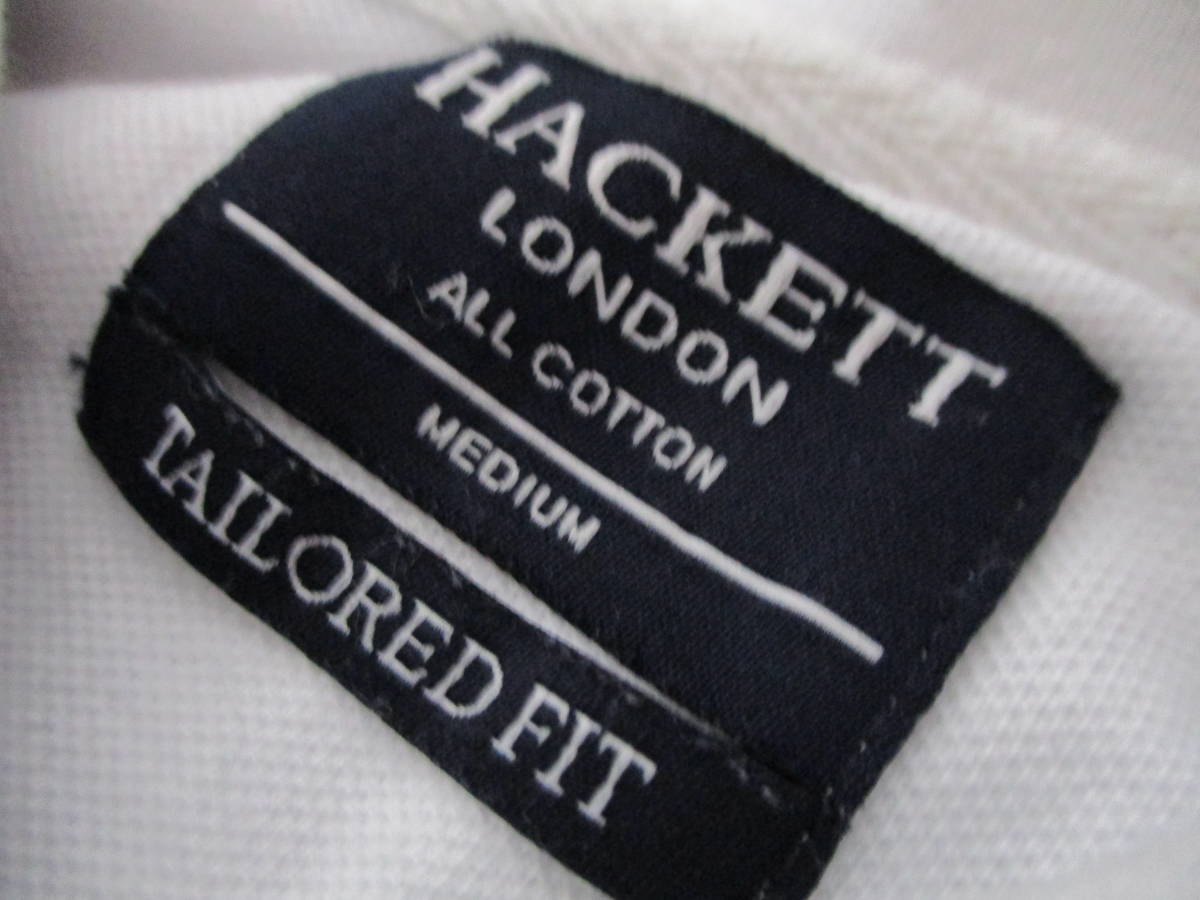 HACKETT
LONDON
ALL COTTON
MEDIUM
TAILORED FIT